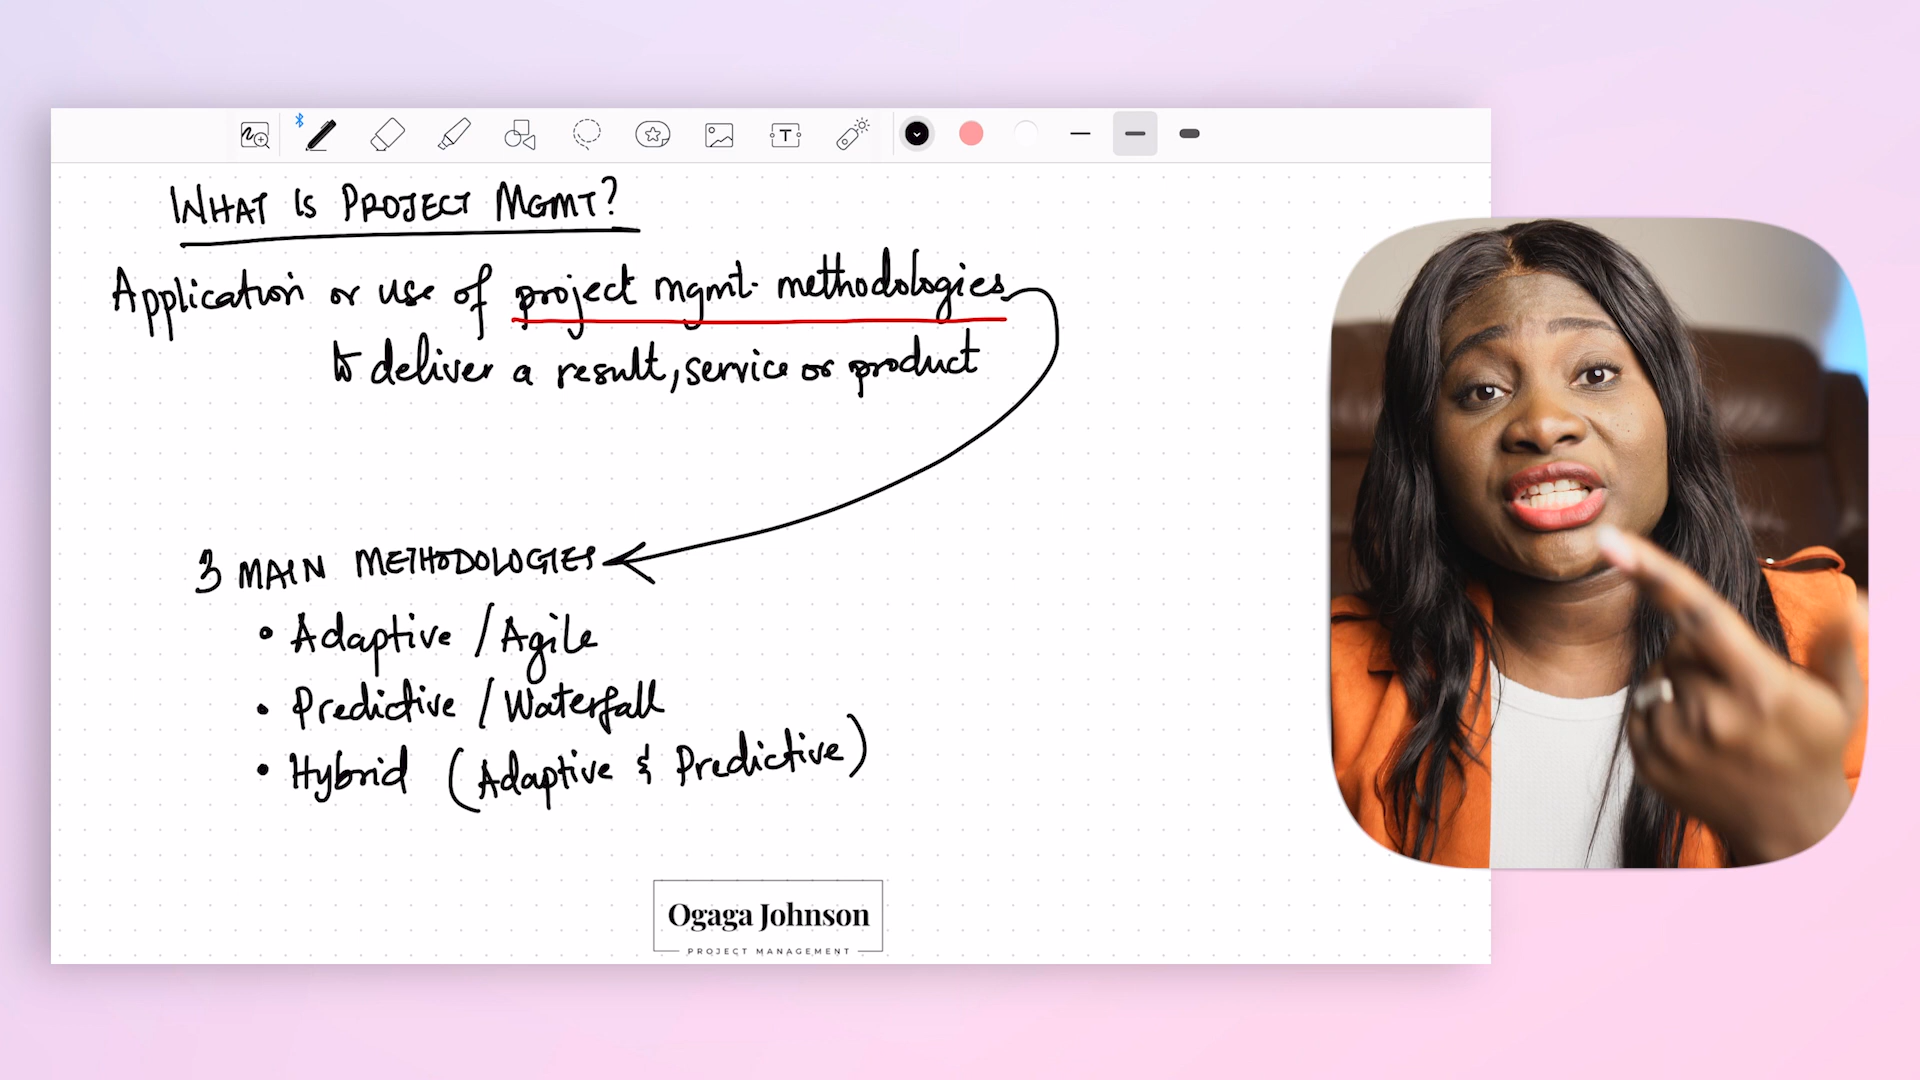 WHAT IS PROJECT MGMT?
Application or use of project mgmt. methodologies
to deliver a result, service or product
3 MAIN METHODOLOGIES
• Adaptive / Agile
• Predictive / Waterfall
• Hybrid (Adaptive & Predictive)
Ogaga Johnson
PROJECT MANAGEMENT